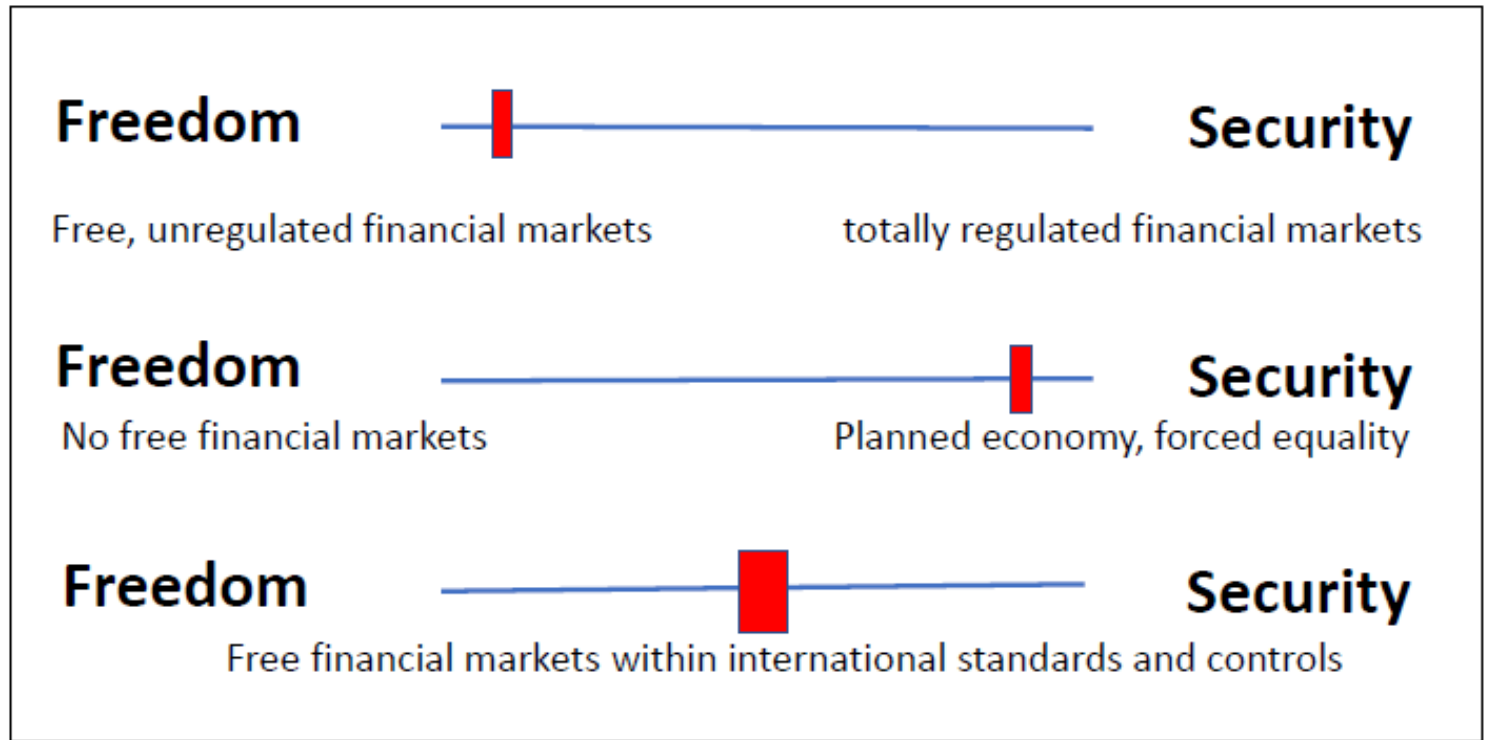 Freedom Security
Free, unregulated financial markets totally regulated financial markets
Freedom Security
No free financial markets Planned economy, forced equality
Freedom Security
Free financial markets within international standards and controls